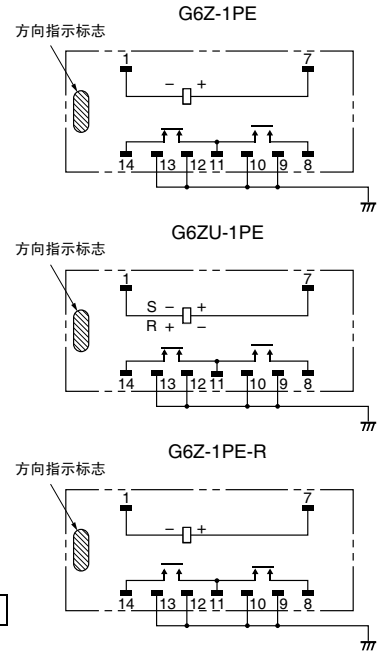 G6Z-1PE
方向指示标志
1 7
− +
14 13 12 11 10 9 8
G6ZU-1PE
方向指示标志
1 7
S − +
R + −
14 13 12 11 10 9 8
G6Z-1PE-R
方向指示标志
1 7
− +
14 13 12 11 10 9 8